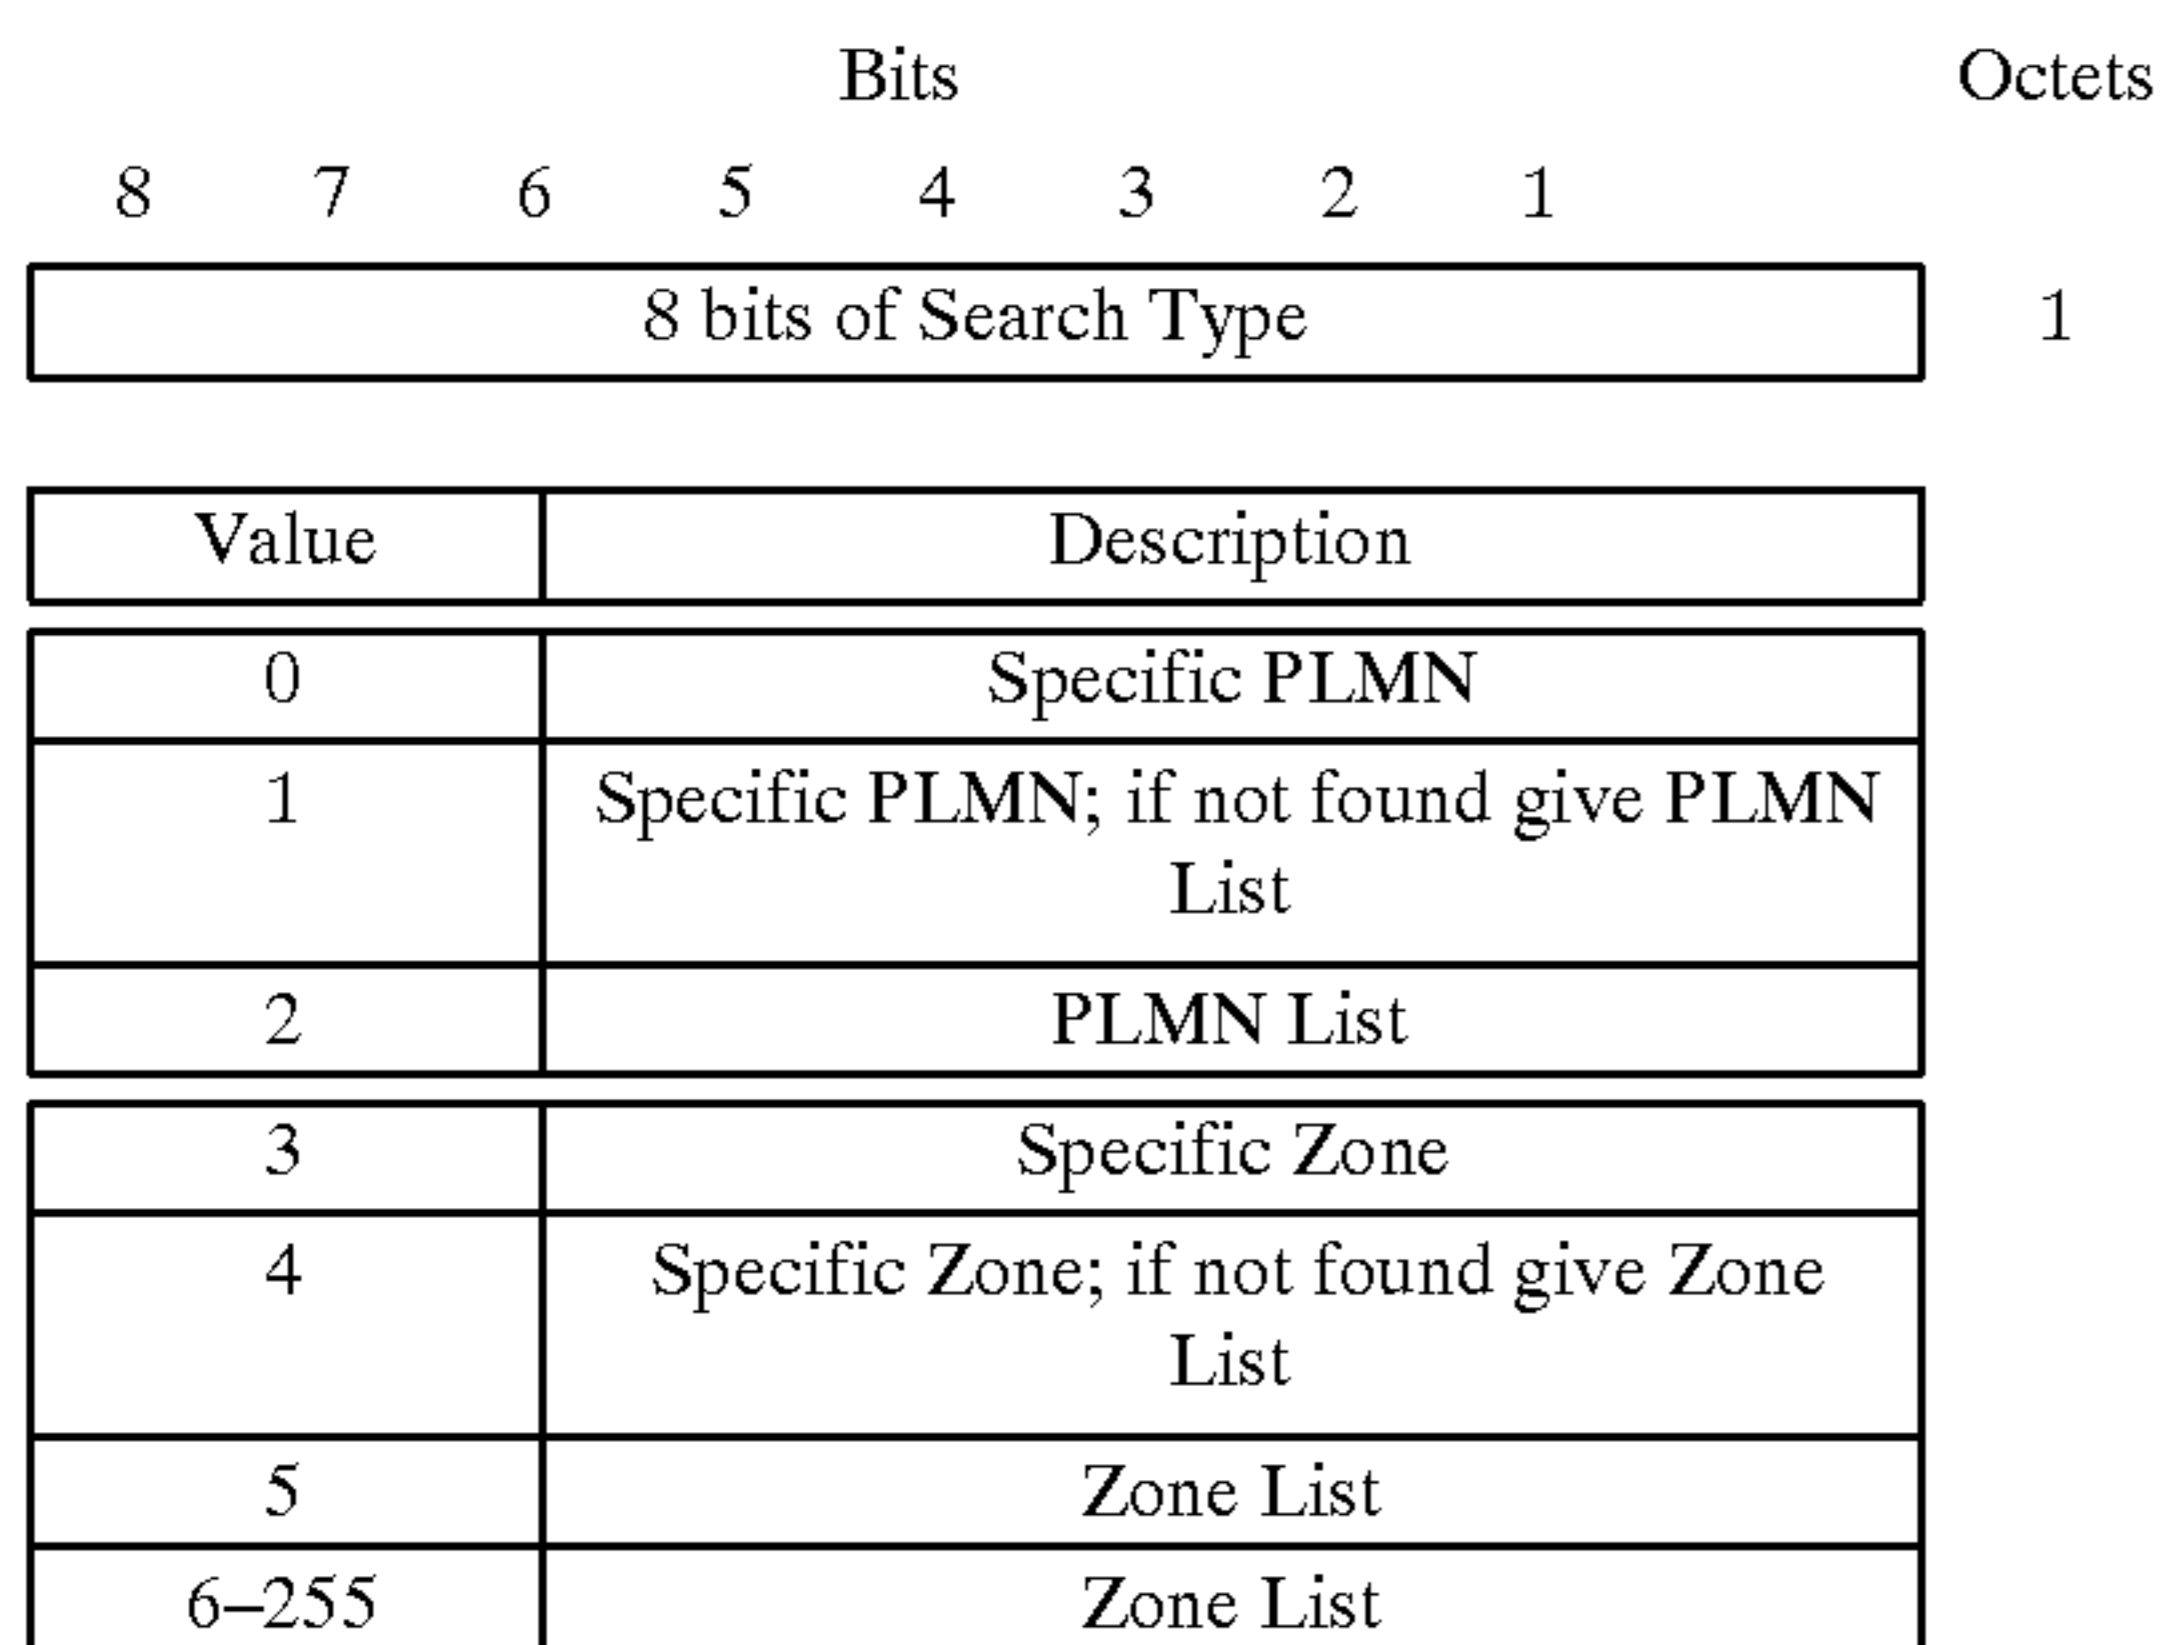 Bits Octets
8 7 6 5 4 3 2 1
8 bits of Search Type 1
Value Description
0 Specific PLMN
1 Specific PLMN; if not found give PLMN
List
2 PLMN List
3 Specific Zone
4 Specific Zone; if not found give Zone
List
5 Zone List
6–255 Zone List